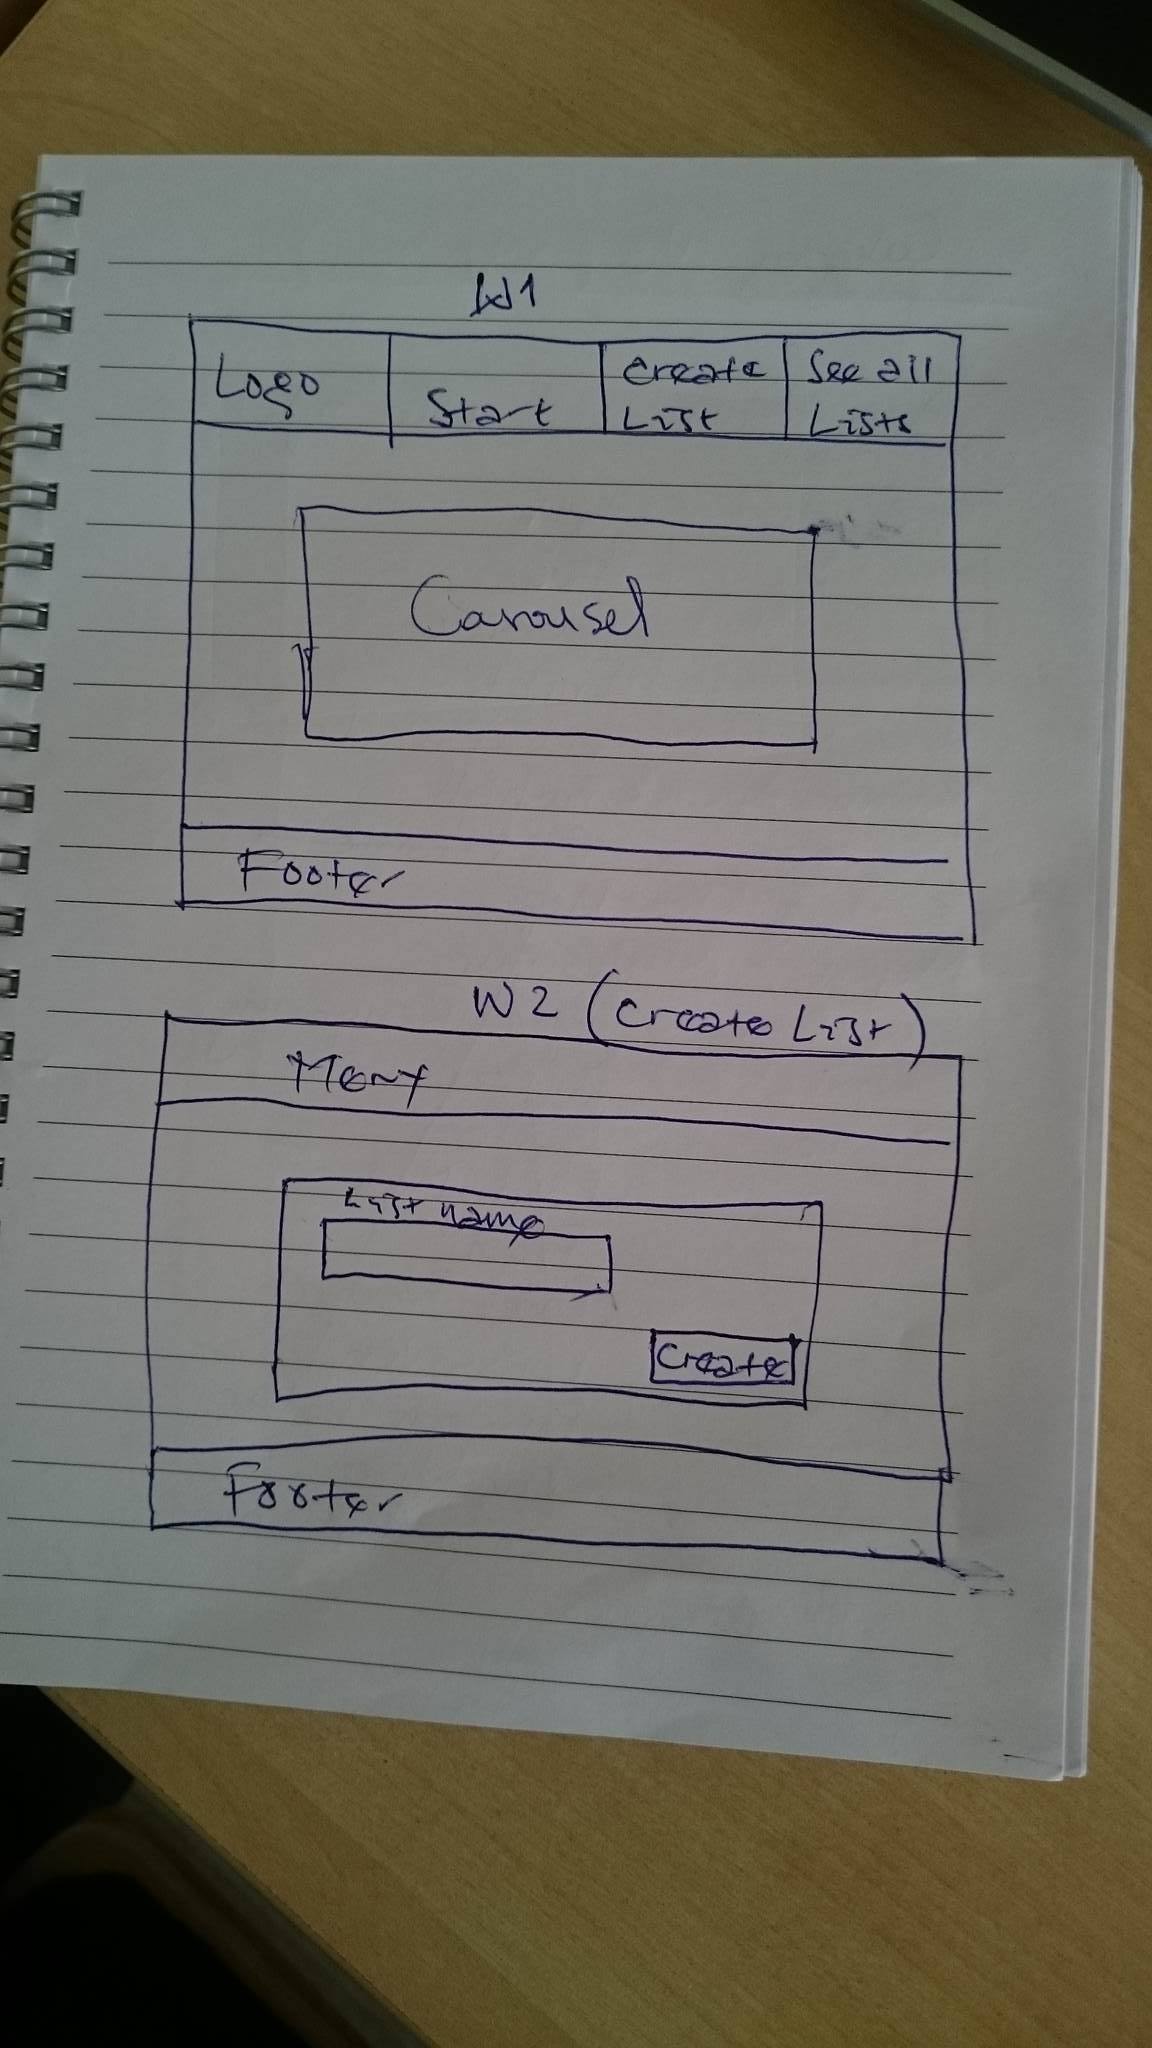 W1
Logo
Start
Create
List
See all
Lists
Carousel
Footer
W2 (Create List)
Meny
List name
Create
Footer